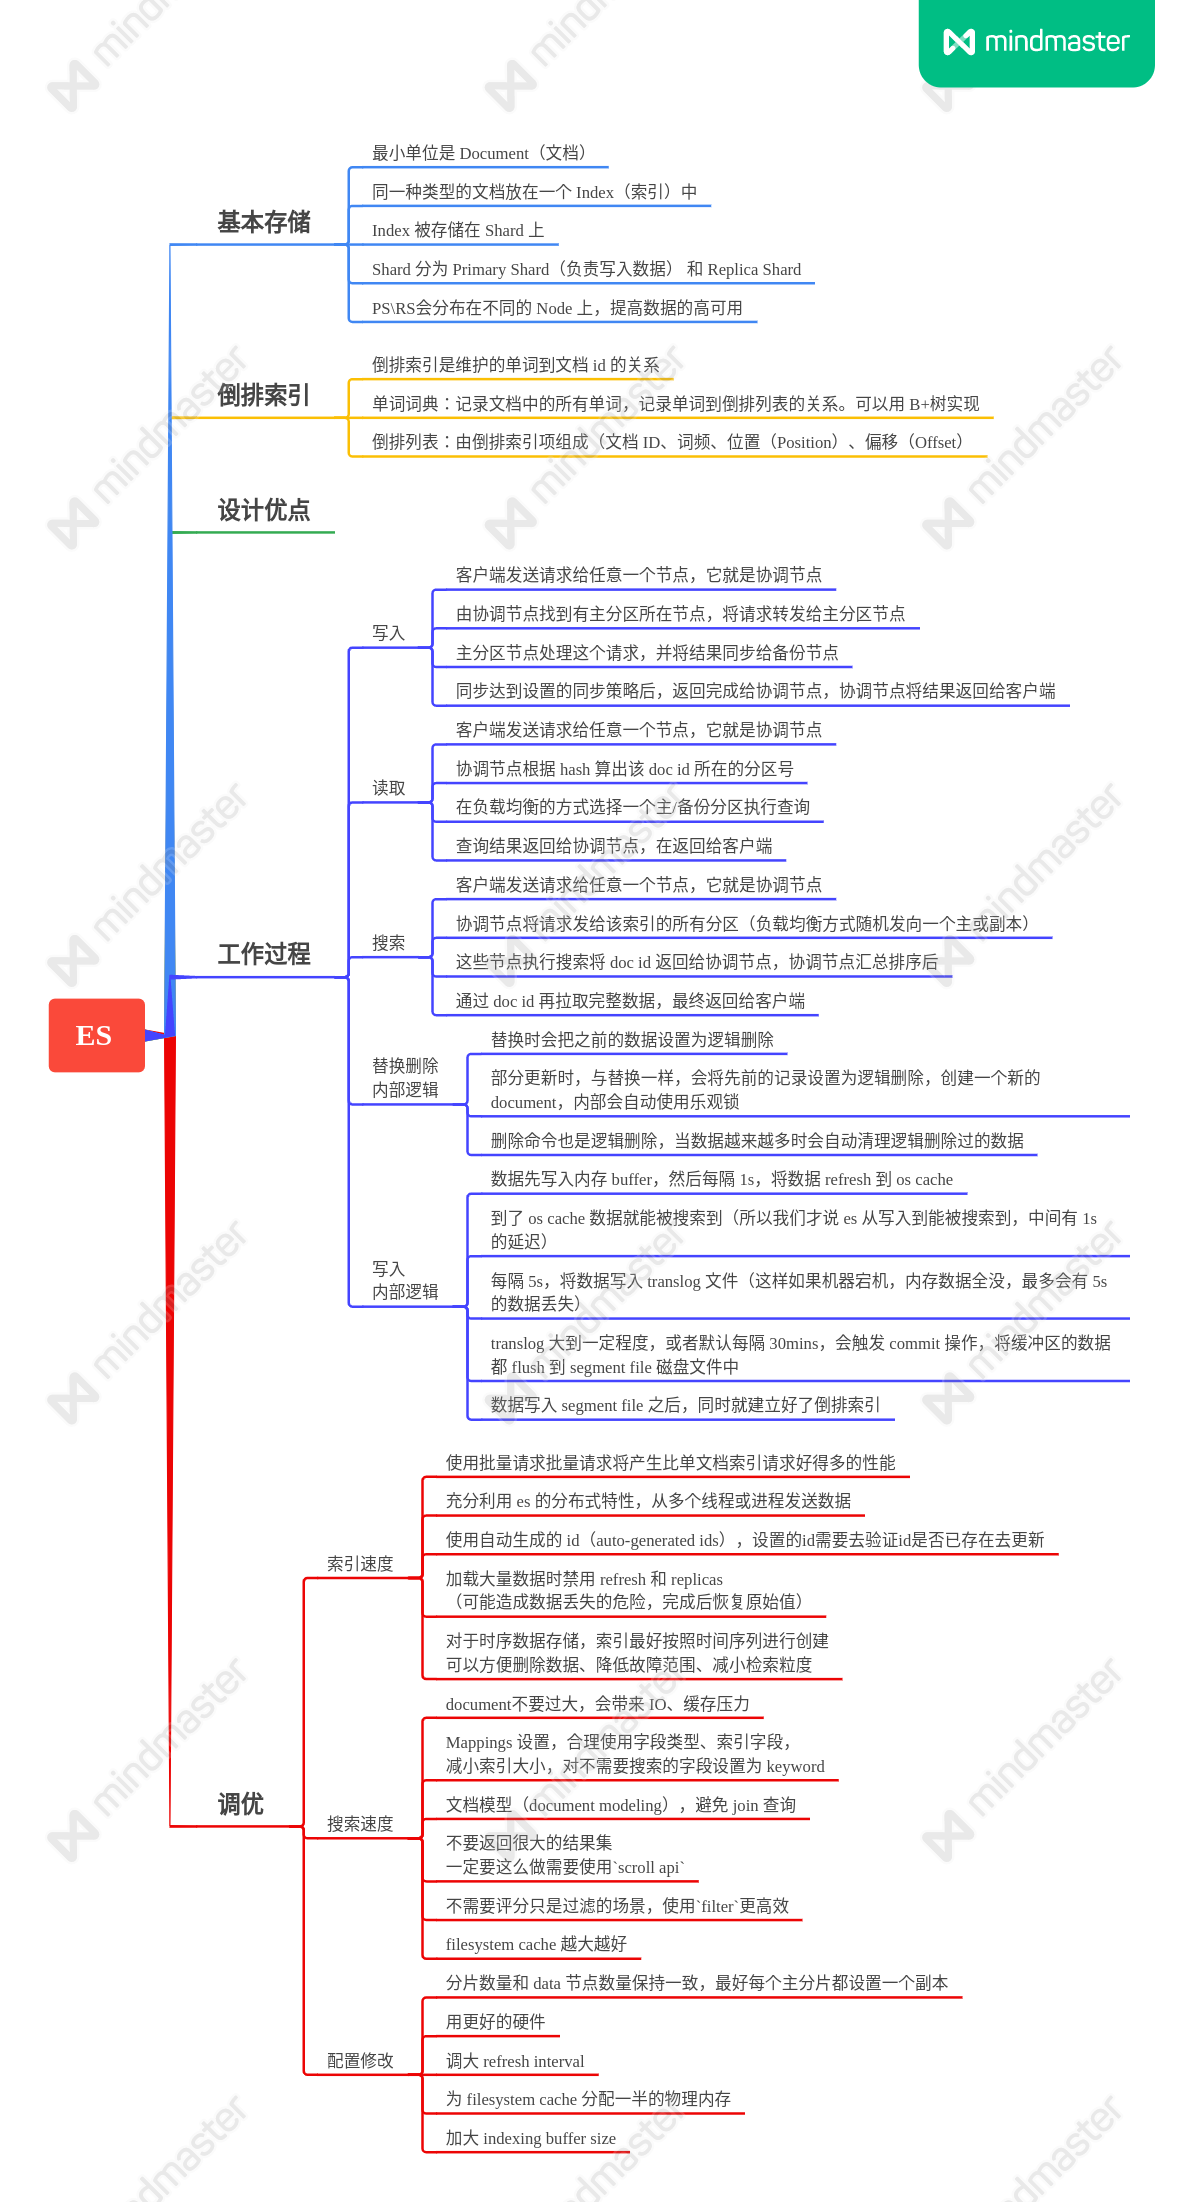 mindmaster
基本存储
最小单位是 Document（文档）
同一种类型的文档放在一个 Index（索引）中
Index 被存储在 Shard 上
Shard 分为 Primary Shard（负责写入数据） 和 Replica Shard
PS\RS会分布在不同的 Node 上，提高数据的高可用
倒排索引
倒排索引是维护的单词到文档 id 的关系
单词词典：记录文档中的所有单词，记录单词到倒排列表的关系。可以用 B+树实现
倒排列表：由倒排索引项组成（文档 ID、词频、位置（Position）、偏移（Offset）
设计优点
ES
工作过程
写入
客户端发送请求给任意一个节点，它就是协调节点
由协调节点找到有主分区所在节点，将请求转发给主分区节点
主分区节点处理这个请求，并将结果同步给备份节点
同步达到设置的同步策略后，返回完成给协调节点，协调节点将结果返回给客户端
读取
客户端发送请求给任意一个节点，它就是协调节点
协调节点根据 hash 算出该 doc id 所在的分区号
在负载均衡的方式选择一个主/备份分区执行查询
查询结果返回给协调节点，在返回给客户端
搜索
客户端发送请求给任意一个节点，它就是协调节点
协调节点将请求发给该索引的所有分区（负载均衡方式随机发向一个主或副本）
这些节点执行搜索将 doc id 返回给协调节点，协调节点汇总排序后
通过 doc id 再拉取完整数据，最终返回给客户端
替换删除
内部逻辑
替换时会把之前的数据设置为逻辑删除
部分更新时，与替换一样，会将先前的记录设置为逻辑删除，创建一个新的
document，内部会自动使用乐观锁
删除命令也是逻辑删除，当数据越来越多时会自动清理逻辑删除过的数据
写入
内部逻辑
数据先写入内存 buffer，然后每隔 1s，将数据 refresh 到 os cache
到了 os cache 数据就能被搜索到（所以我们才说 es 从写入到能被搜索到，中间有 1s
的延迟）
每隔 5s，将数据写入 translog 文件（这样如果机器宕机，内存数据全没，最多会有 5s
的数据丢失）
translog 大到一定程度，或者默认每隔 30mins，会触发 commit 操作，将缓冲区的数据
都 flush 到 segment file 磁盘文件中
数据写入 segment file 之后，同时就建立好了倒排索引
调优
索引速度
使用批量请求批量请求将产生比单文档索引请求好得多的性能
充分利用 es 的分布式特性，从多个线程或进程发送数据
使用自动生成的 id（auto-generated ids），设置的id需要去验证id是否已存在去更新
加载大量数据时禁用 refresh 和 replicas
（可能造成数据丢失的危险，完成后恢复原始值）
对于时序数据存储，索引最好按照时间序列进行创建
可以方便删除数据、降低故障范围、减小检索粒度
搜索速度
document不要过大，会带来 IO、缓存压力
Mappings 设置，合理使用字段类型、索引字段，
减小索引大小，对不需要搜索的字段设置为 keyword
文档模型（document modeling），避免 join 查询
不要返回很大的结果集
一定要这么做需要使用`scroll api`
不需要评分只是过滤的场景，使用`filter`更高效
filesystem cache 越大越好
配置修改
分片数量和 data 节点数量保持一致，最好每个主分片都设置一个副本
用更好的硬件
调大 refresh interval
为 filesystem cache 分配一半的物理内存
加大 indexing buffer size